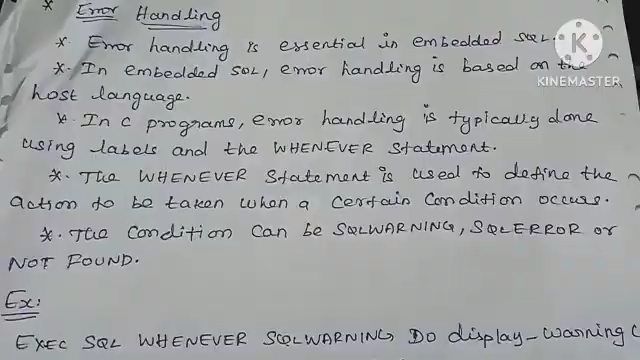 * Error Handling
* Error handling is essential in embedded SQL.
* In embedded SQL, error handling is based on the
host language.
* In C programs, error handling is typically done
using labels and the WHENEVER Statement.
* The WHENEVER Statement is used to define the
action to be taken when a certain condition occurs.
* The condition can be SQLWARNING, SQLERROR or
NOT FOUND.
Ex:
EXEC SQL WHENEVER SQLWARNING DO display_warning
KINEMASTER